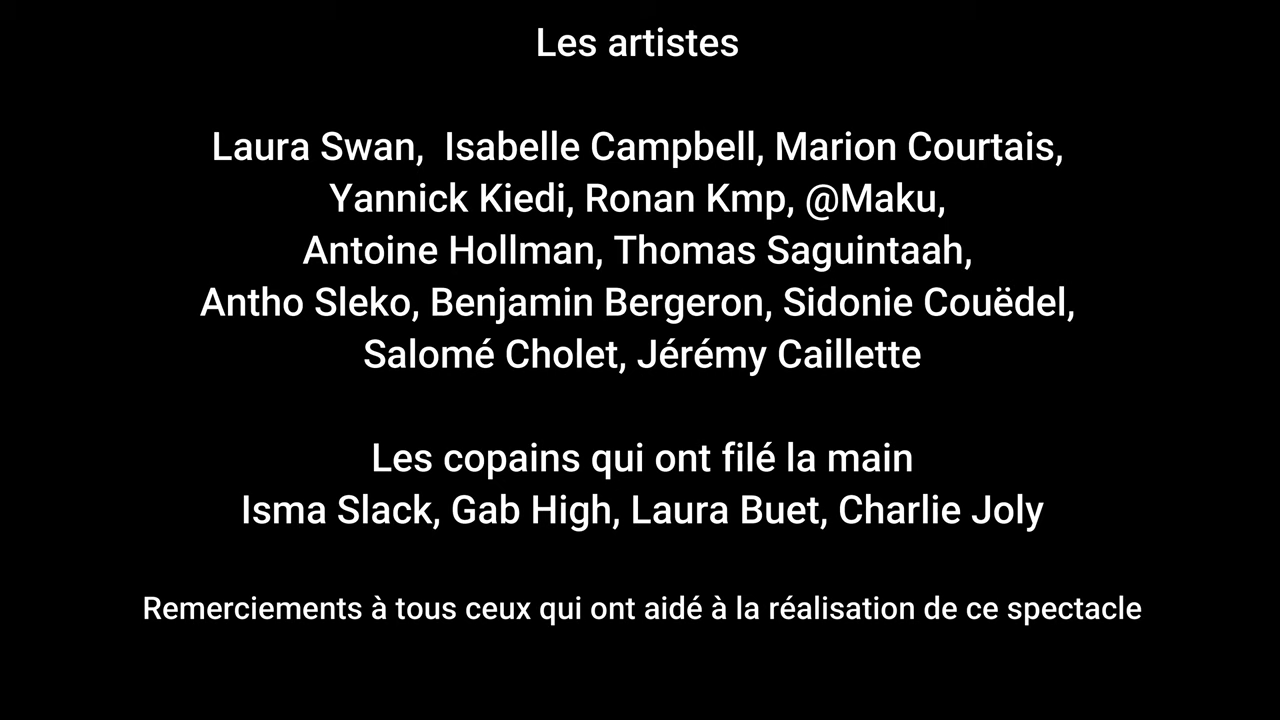 Les artistes
Laura Swan,  Isabelle Campbell, Marion Courtais,
Yannick Kiedi, Ronan Kmp, @Maku,
Antoine Hollman, Thomas Saguintaah,
Antho Sleko, Benjamin Bergeron, Sidonie Couëdel,
Salomé Cholet, Jérémy Caillette
Les copains qui ont filé la main
Isma Slack, Gab High, Laura Buet, Charlie Joly
Remerciements à tous ceux qui ont aidé à la réalisation de ce spectacle